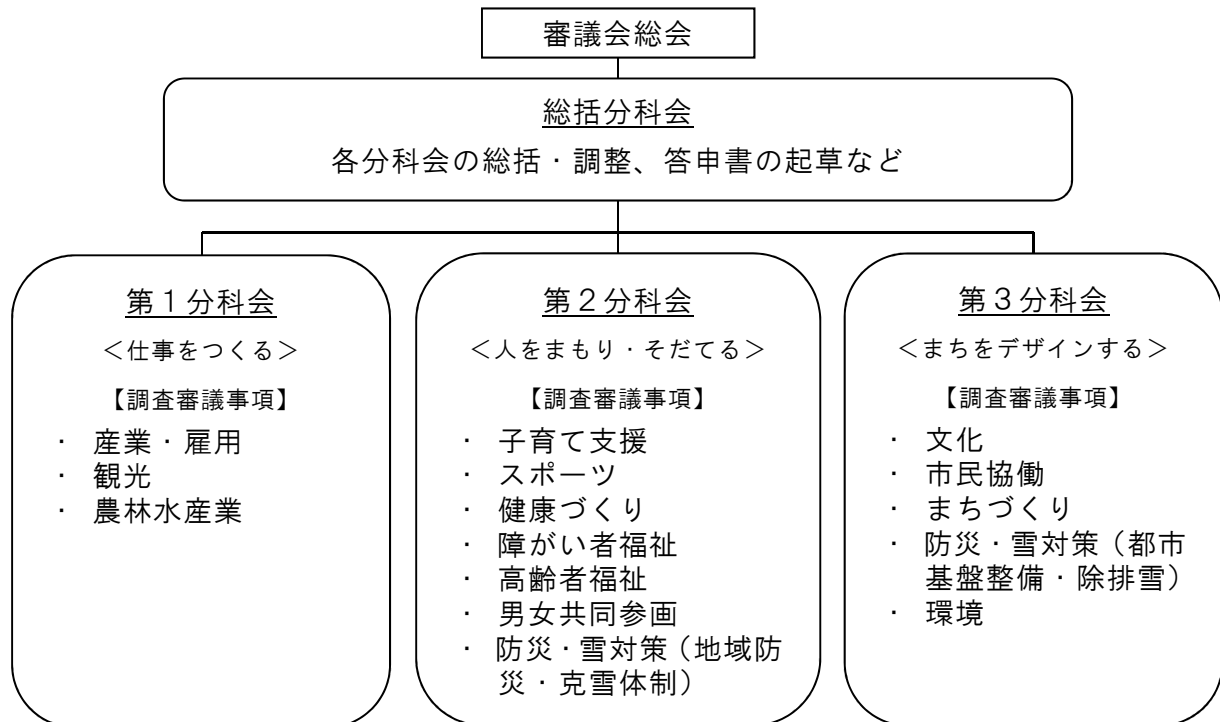 審議会総会
総括分科会
各分科会の総括・調整、答申書の起草など
第１分科会
＜仕事をつくる＞
【調査審議事項】
・ 産業・雇用
・ 観光
・ 農林水産業
第２分科会
＜人をまもり・そだてる＞
【調査審議事項】
・ 子育て支援
・ スポーツ
・ 健康づくり
・ 障がい者福祉
・ 高齢者福祉
・ 男女共同参画
・ 防災・雪対策（地域防
災・克雪体制）
第３分科会
＜まちをデザインする＞
【調査審議事項】
・ 文化
・ 市民協働
・ まちづくり
・ 防災・雪対策（都市
基盤整備・除排雪）
・ 環境